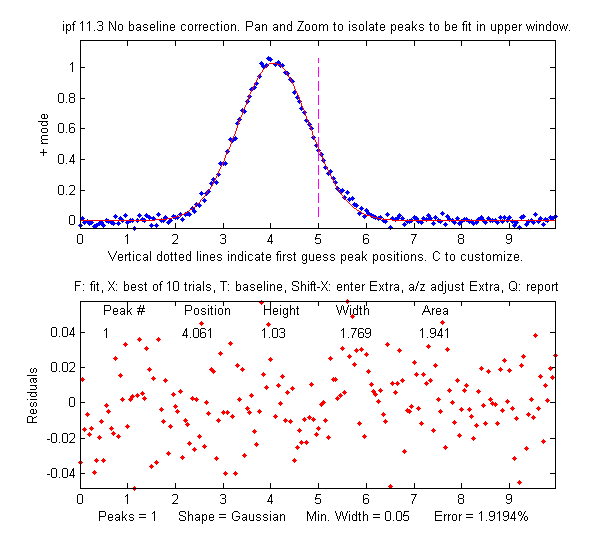 ipf 11.3 No baseline correction. Pan and Zoom to isolate peaks to be fit in upper window.
1
0.8
0.6
0.4
0.2
0
+ mode
0 1 2 3 4 5 6 7 8 9
Vertical dotted lines indicate first guess peak positions. C to customize.
F: fit, X: best of 10 trials, T: baseline, Shift-X: enter Extra, a/z adjust Extra, Q: report
Peak # Position Height Width Area
1 4.061 1.03 1.769 1.941
0.04
0.02
0
-0.02
-0.04
Residuals
0 1 2 3 4 5 6 7 8 9
Peaks = 1 Shape = Gaussian Min. Width = 0.05 Error = 1.9194%